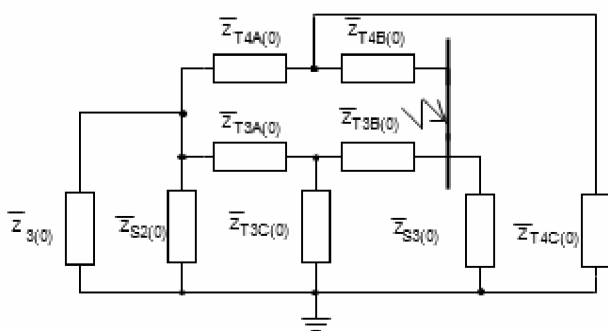 z̅T4A(0) z̅T4B(0)
z̅T3A(0) z̅T3B(0)
z̅3(0) z̅S2(0) z̅T3C(0) z̅S3(0) z̅T4C(0)